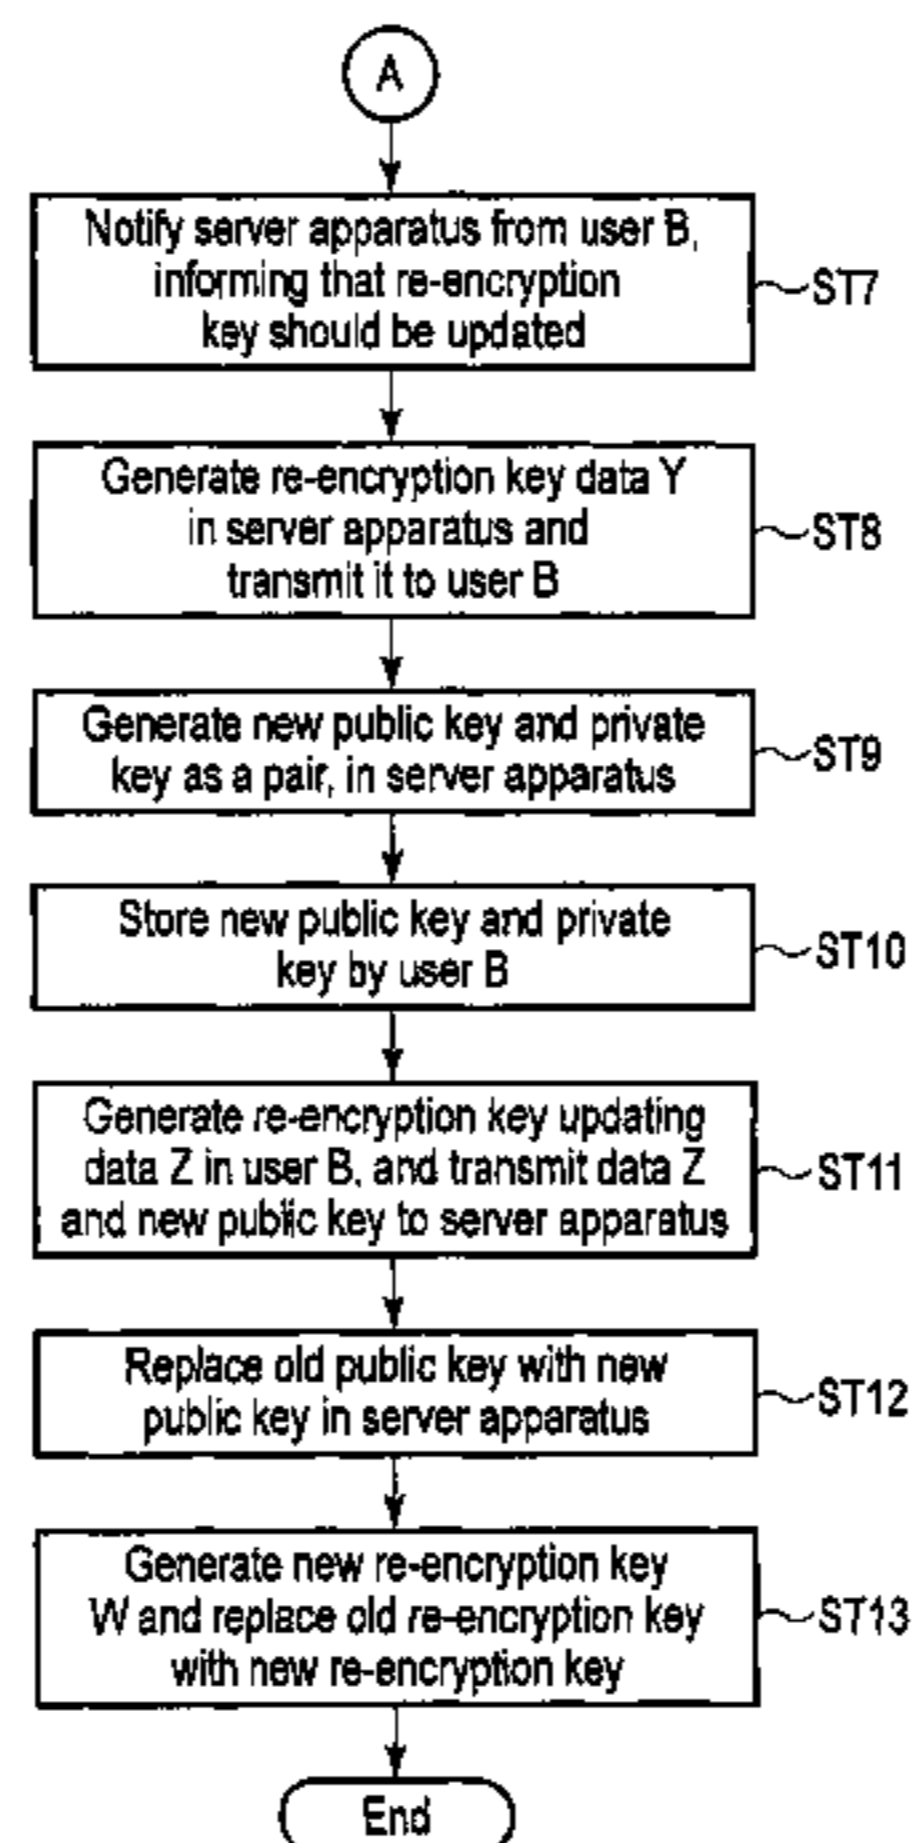 A
Notify server apparatus from user B,
informing that re-encryption
key should be updated
ST7
Generate re-encryption key data Y
in server apparatus and
transmit it to user B
ST8
Generate new public key and private
key as a pair, in server apparatus
ST9
Store new public key and private
key by user B
ST10
Generate re-encryption key updating
data Z in user B, and transmit data Z
and new public key to server apparatus
ST11
Replace old public key with new
public key in server apparatus
ST12
Generate new re-encryption key
W and replace old re-encryption key
with new re-encryption key
ST13
End